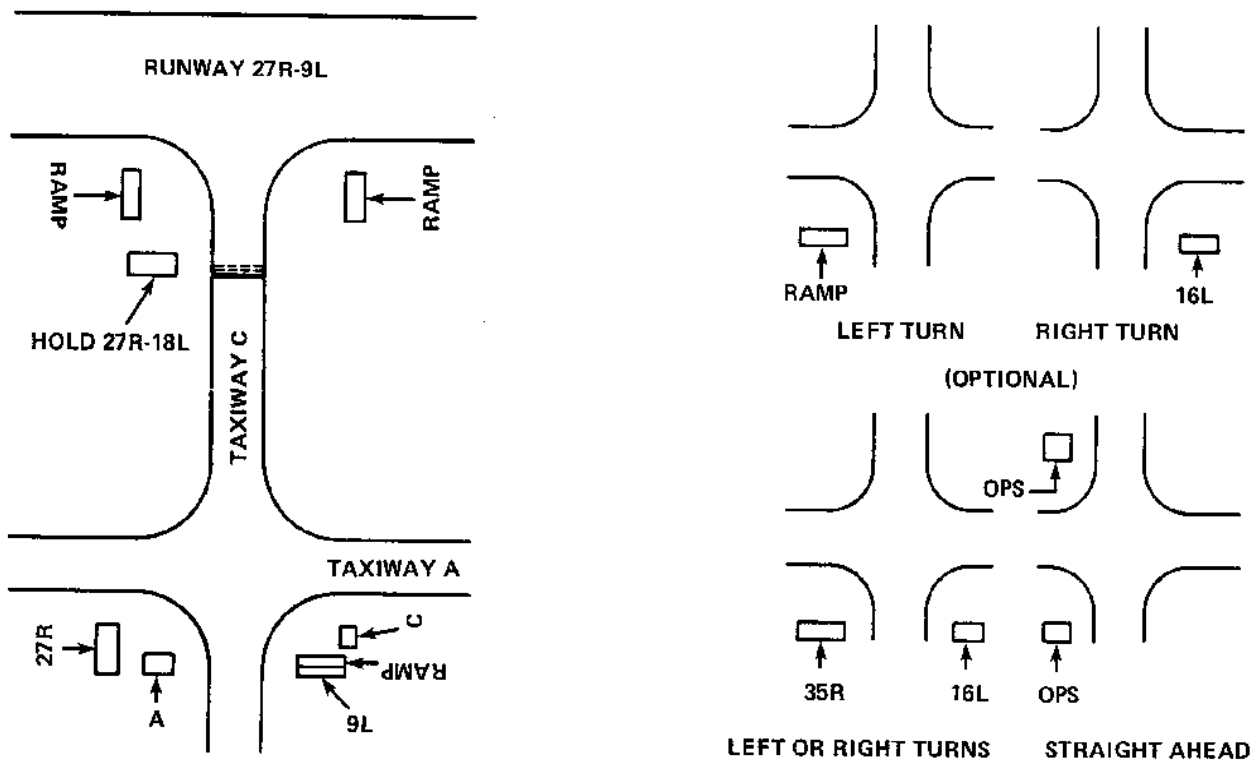 RUNWAY 27R-9L
RAMP
RAMP
HOLD 27R-18L
TAXIWAY C
TAXIWAY A
27R
A
C
RAMP
9L
RAMP
16L
LEFT TURN
RIGHT TURN
(OPTIONAL)
OPS
35R
16L
OPS
LEFT OR RIGHT TURNS
STRAIGHT AHEAD